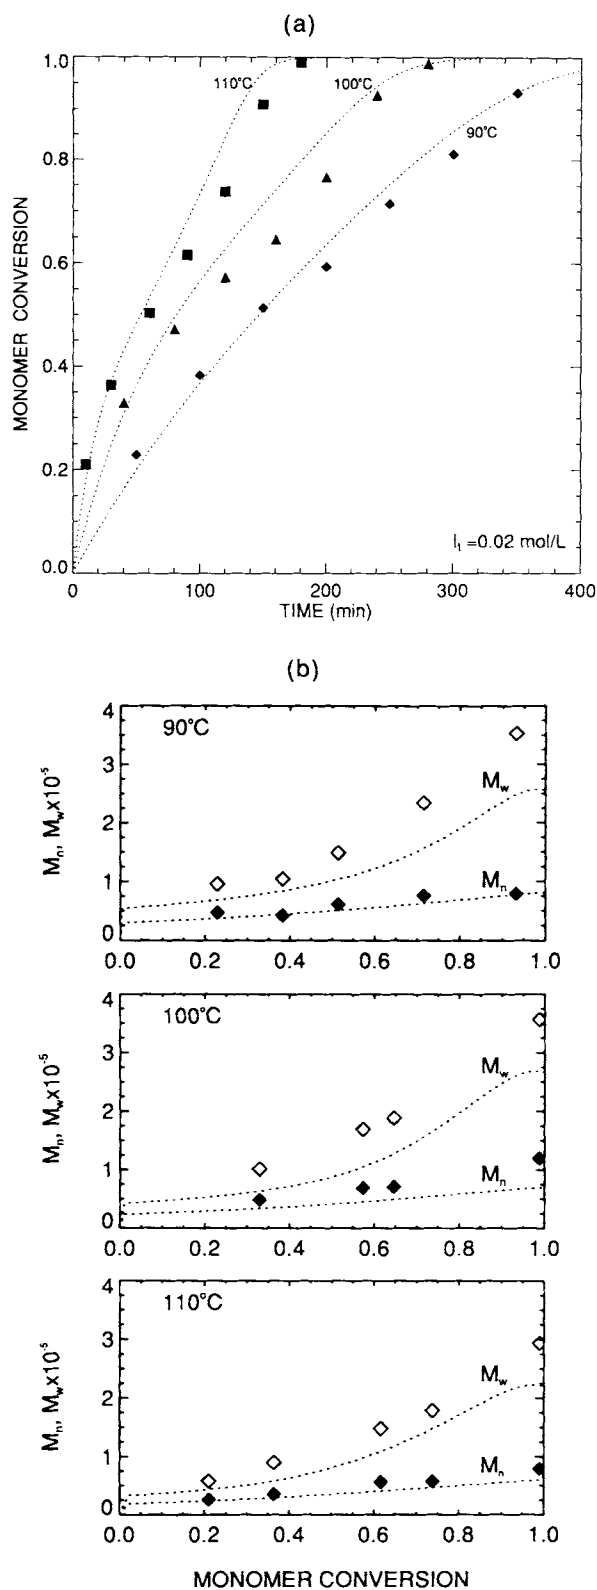 (a)
1.0
110°C
100°C
90°C
0.8
0.6
0.4
0.2
0.0
MONOMER CONVERSION
I₁ =0.02 mol/L
0 100 200 300 400
TIME (min)
(b)
4
90°C
3
Mw
2
1
Mn
0
Mn, Mwx10⁻⁵
0.0 0.2 0.4 0.6 0.8 1.0
4
100°C
3
Mw
2
1
Mn
0
Mn, Mwx10⁻⁵
0.0 0.2 0.4 0.6 0.8 1.0
4
110°C
3
Mw
2
1
Mn
0
Mn, Mwx10⁻⁵
0.0 0.2 0.4 0.6 0.8 1.0
MONOMER CONVERSION